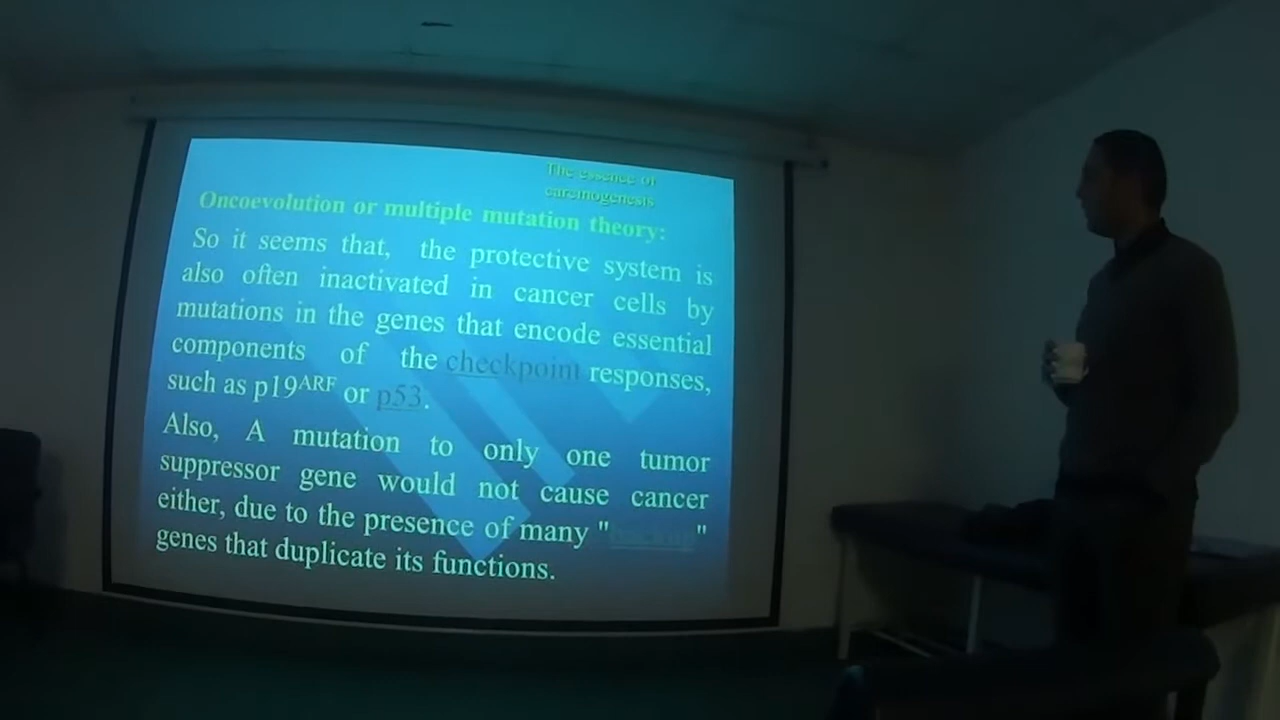 The essence of
carcinogenesis
Oncoevolution or multiple mutation theory:
So it seems that, the protective system is
also often inactivated in cancer cells by
mutations in the genes that encode essential
components of the checkpoint responses,
such as p19ARF or p53.
Also, A mutation to only one tumor
suppressor gene would not cause cancer
either, due to the presence of many " "
genes that duplicate its functions.